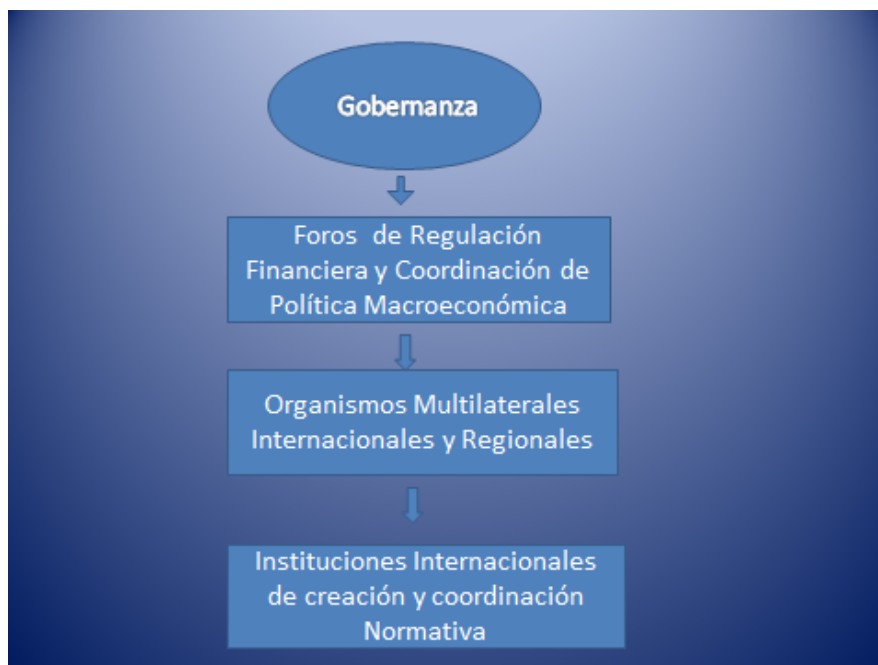 Gobernanza
Foros de Regulación
Financiera y Coordinación de
Política Macroeconómica
Organismos Multilaterales
Internacionales y Regionales
Instituciones Internacionales
de creación y coordinación
Normativa